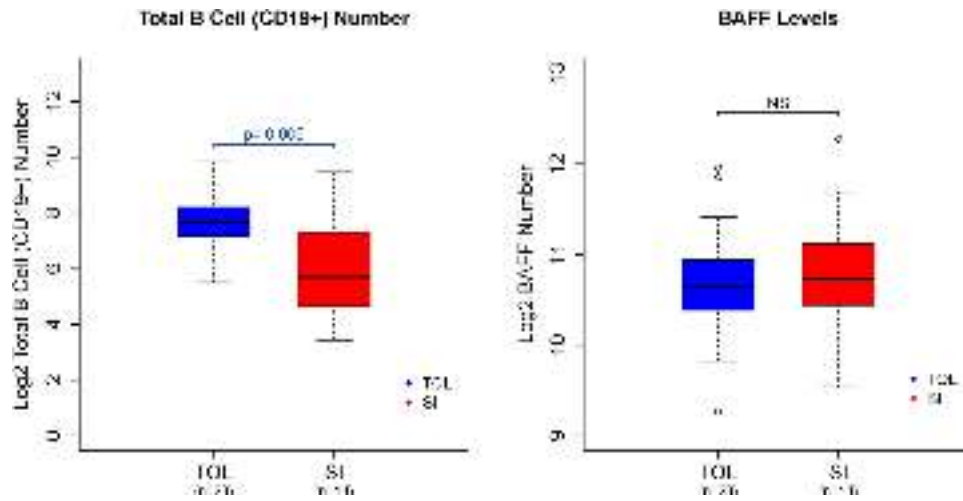 Total B Cell (CD19+) Number
Log2 Total B Cell (CD19+) Number
0
2
4
6
8
10
12
TOL
SI
TOL
SI
BAFF Levels
NS
Log2 BAFF Number
9
10
11
12
13
TOL
SI
TOL
SI